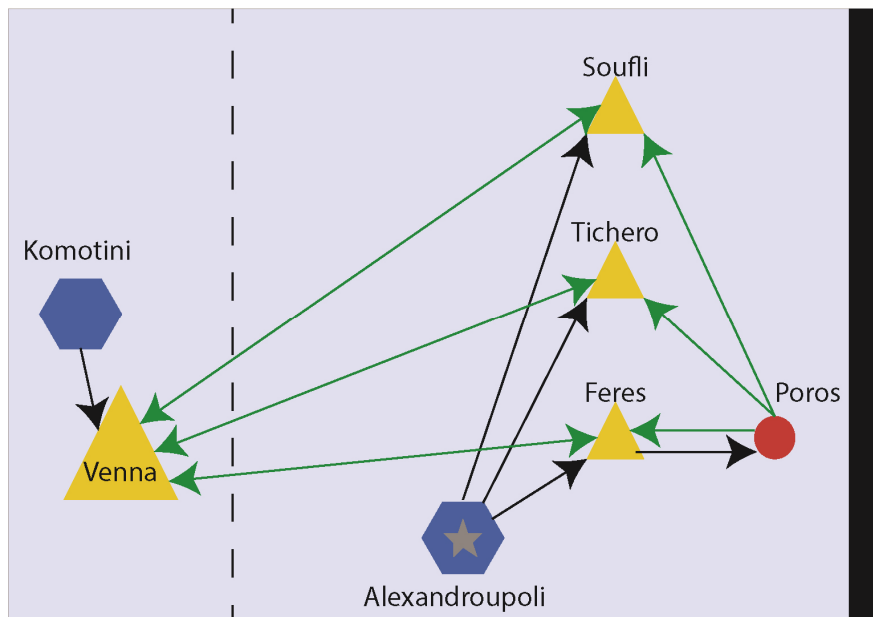 Soufli
Tichero
Komotini
Feres
Poros
Venna
Alexandroupoli